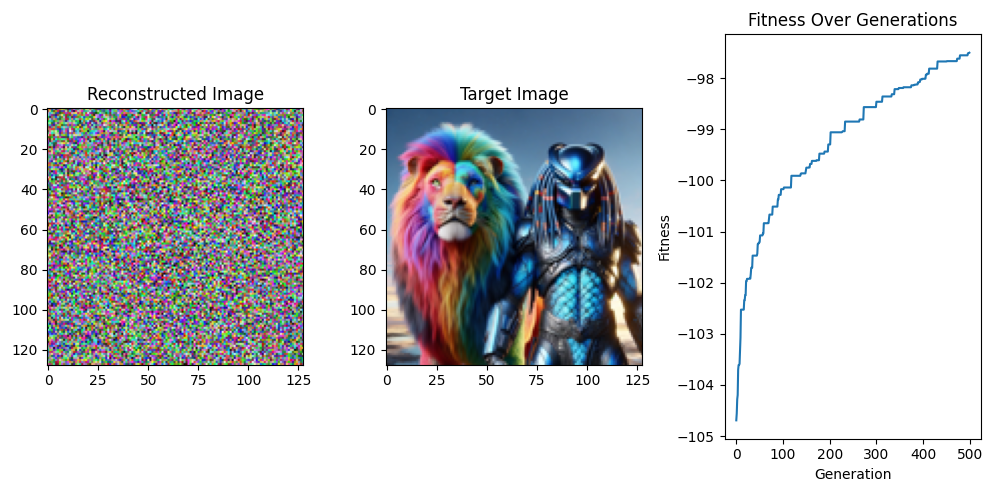 Reconstructed Image
0
20
40
60
80
100
120
0 25 50 75 100 125
Target Image
0
20
40
60
80
100
120
0 25 50 75 100 125
Fitness Over Generations
Fitness
−98
−99
−100
−101
−102
−103
−104
−105
0 100 200 300 400 500
Generation